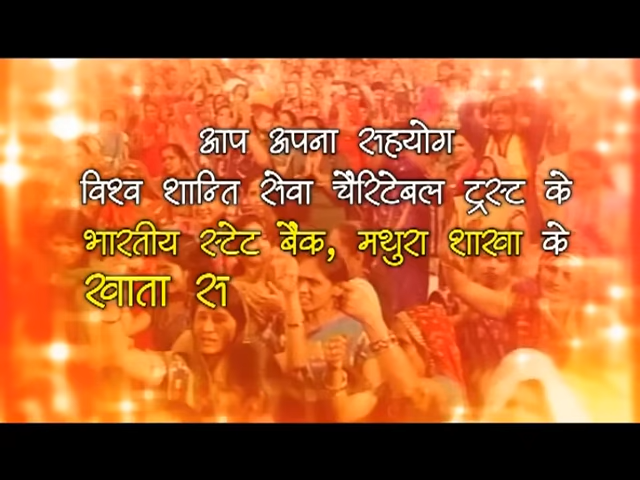 आप अपना सहयोग
विश्व शान्ति सेवा चैरिटेबल ट्रस्ट के
भारतीय स्टेट बैंक, मथुरा शाखा के
खाता स